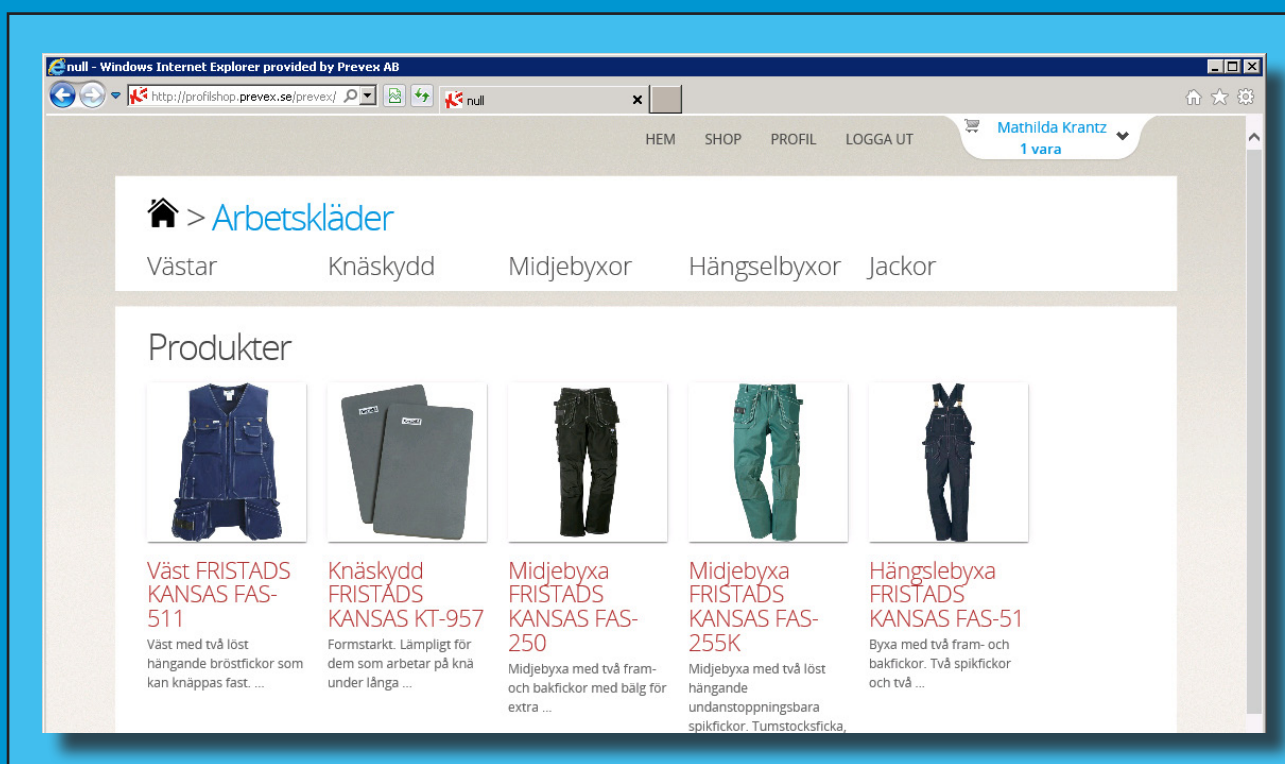 null - Windows Internet Explorer provided by Prevex AB
http://profilshop.prevex.se/prevex/
null
HEM SHOP PROFIL LOGGA UT
Mathilda Krantz
1 vara
> Arbetskläder
Västar Knäskydd Midjebyxor Hängselbyxor Jackor
Produkter
Väst FRISTADS
KANSAS FAS-
511
Väst med två löst
hängande bröstfickor som
kan knäppas fast. ...
Knäskydd
FRISTADS
KANSAS KT-957
Formstarkt. Lämpligt för
dem som arbetar på knä
under långa ...
Midjebyxa
FRISTADS
KANSAS FAS-
250
Midjebyxa med två fram-
och bakfickor med bälg för
extra ...
Midjebyxa
FRISTADS
KANSAS FAS-
255K
Midjebyxa med två löst
hängande
undanstoppningsbara
spikfickor. Tumstocksficka,
Hängslebyxa
FRISTADS
KANSAS FAS-51
Byxa med två fram- och
bakfickor. Två spikfickor
och två ...